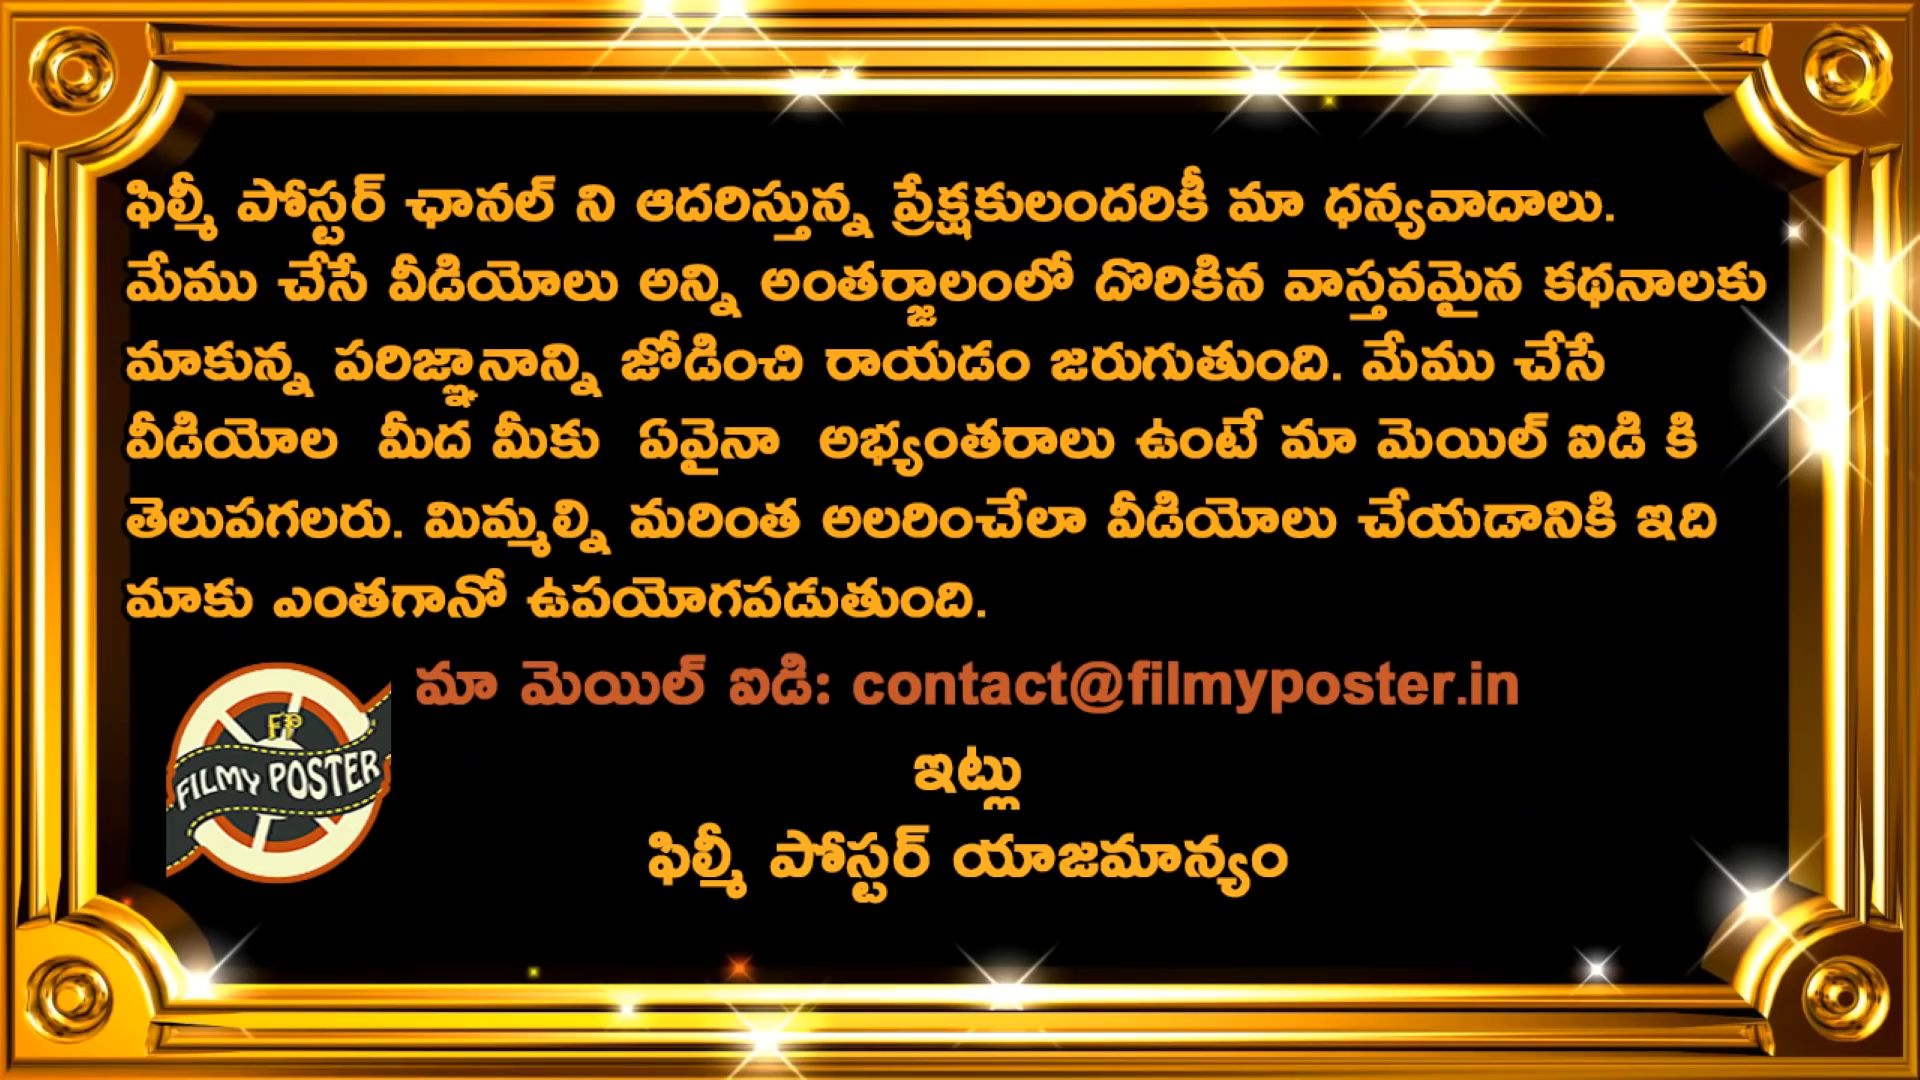 ఫిల్మీ పోస్టర్ ఛానల్ ని ఆదరిస్తున్న ప్రేక్షకులందరికీ మా ధన్యవాదాలు.
మేము చేసే వీడియోలు అన్ని అంతర్జాలంలో దొరికిన వాస్తవమైన కథనాలకు
మాకున్న పరిజ్ఞానాన్ని జోడించి రాయడం జరుగుతుంది. మేము చేసే
వీడియోల మీద మీకు ఏవైనా అభ్యంతరాలు ఉంటే మా మెయిల్ ఐడి కి
తెలుపగలరు. మిమ్మల్ని మరింత అలరించేలా వీడియోలు చేయడానికి ఇది
మాకు ఎంతగానో ఉపయోగపడుతుంది.
మా మెయిల్ ఐడి: contact@filmyposter.in
FP
FILMY POSTER
ఇట్లు
ఫిల్మీ పోస్టర్ యాజమాన్యం